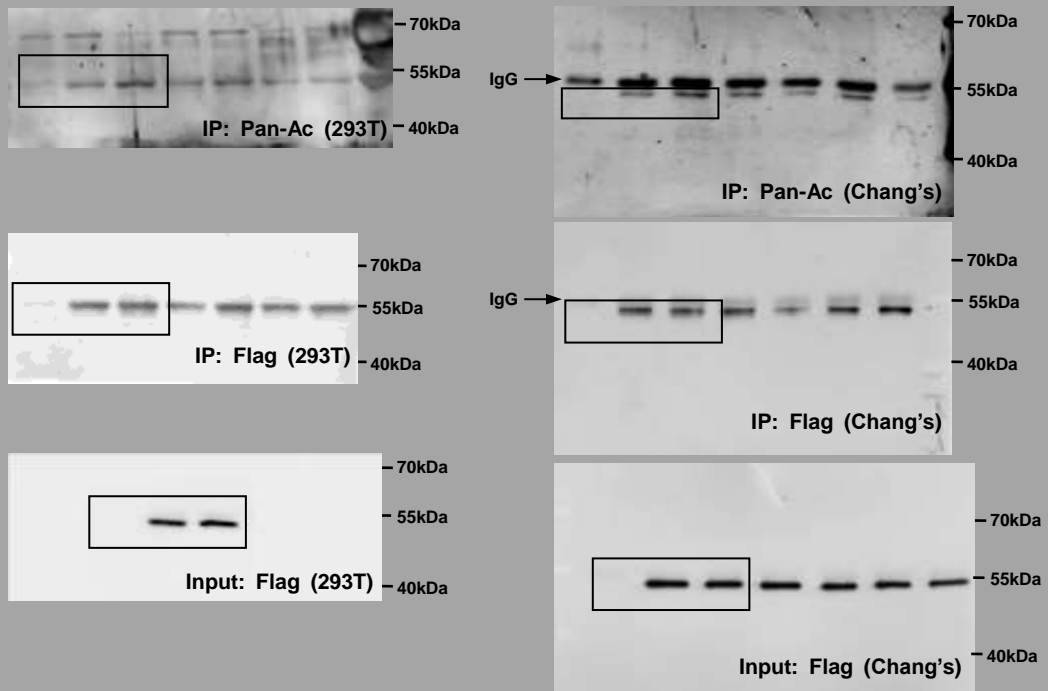 70kDa
55kDa
40kDa
IP: Pan-Ac (293T)
70kDa
IgG
55kDa
40kDa
IP: Pan-Ac (Chang's)
70kDa
55kDa
40kDa
IP: Flag (293T)
70kDa
IgG
55kDa
40kDa
IP: Flag (Chang's)
70kDa
55kDa
40kDa
Input: Flag (293T)
70kDa
55kDa
40kDa
Input: Flag (Chang's)